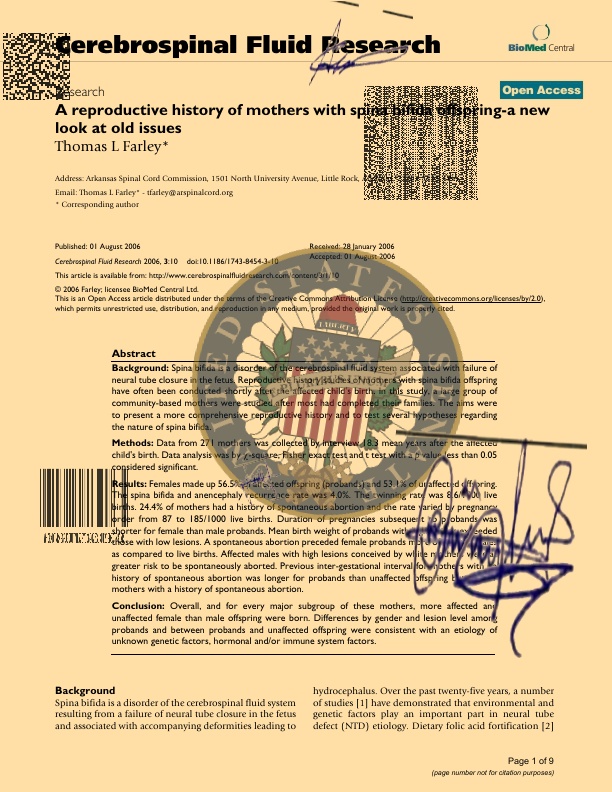 Cerebrospinal Fluid Research
BioMed Central
Research
Open Access
A reproductive history of mothers with spina bifida offspring-a new
look at old issues
Thomas L Farley*
Address: Arkansas Spinal Cord Commission, 1501 North University Avenue, Little Rock,
Email: Thomas L Farley* - tfarley@arspinalcord.org
* Corresponding author
Published: 01 August 2006
Cerebrospinal Fluid Research 2006, 3:10 doi:10.1186/1743-8454-3-10
Received: 28 January 2006
Accepted: 01 August 2006
This article is available from: http://www.cerebrospinalfluidresearch.com/content/3/1/10
© 2006 Farley; licensee BioMed Central Ltd.
This is an Open Access article distributed under the terms of the Creative Commons Attribution License (http://creativecommons.org/licenses/by/2.0),
which permits unrestricted use, distribution, and reproduction in any medium, provided the original work is properly cited.
Abstract
Background: Spina bifida is a disorder of the cerebrospinal fluid system associated with failure of
neural tube closure in the fetus. Reproductive history studies of mothers with spina bifida offspring
have often been conducted shortly after the affected child's birth. In this study, a large group of
community-based mothers were studied after most had completed their families. The aims were
to present a more comprehensive reproductive history and to test several hypotheses regarding
the nature of spina bifida.
Methods: Data from 271 mothers was collected by interview 18.3 mean years after the affected
child's birth. Data analysis was by χ-square, Fisher exact test and t test with a p value less than 0.05
considered significant.
Results: Females made up 56.5% of affected offspring (probands) and 53.1% of unaffected offspring.
The spina bifida and anencephaly recurrence rate was 4.0%. The twinning rate was 8.6/1000 live
births. 24.4% of mothers had a history of spontaneous abortion and the rate varied by pregnancy
order from 87 to 185/1000 live births. Duration of pregnancies subsequent to probands was
shorter for female than male probands. Mean birth weight of probands with exceeded
those with low lesions. A spontaneous abortion preceded female probands more
as compared to live births. Affected males with high lesions conceived by white mothers were at
greater risk to be spontaneously aborted. Previous inter-gestational interval for mothers with
history of spontaneous abortion was longer for probands than unaffected offspring
mothers with a history of spontaneous abortion.
Conclusion: Overall, and for every major subgroup of these mothers, more affected and
unaffected female than male offspring were born. Differences by gender and lesion level among
probands and between probands and unaffected offspring were consistent with an etiology of
unknown genetic factors, hormonal and/or immune system factors.
Background
Spina bifida is a disorder of the cerebrospinal fluid system
resulting from a failure of neural tube closure in the fetus
and associated with accompanying deformities leading to
hydrocephalus. Over the past twenty-five years, a number
of studies [1] have demonstrated that environmental and
genetic factors play an important part in neural tube
defect (NTD) etiology. Dietary folic acid fortification [2]
Page 1 of 9
(page number not for citation purposes)